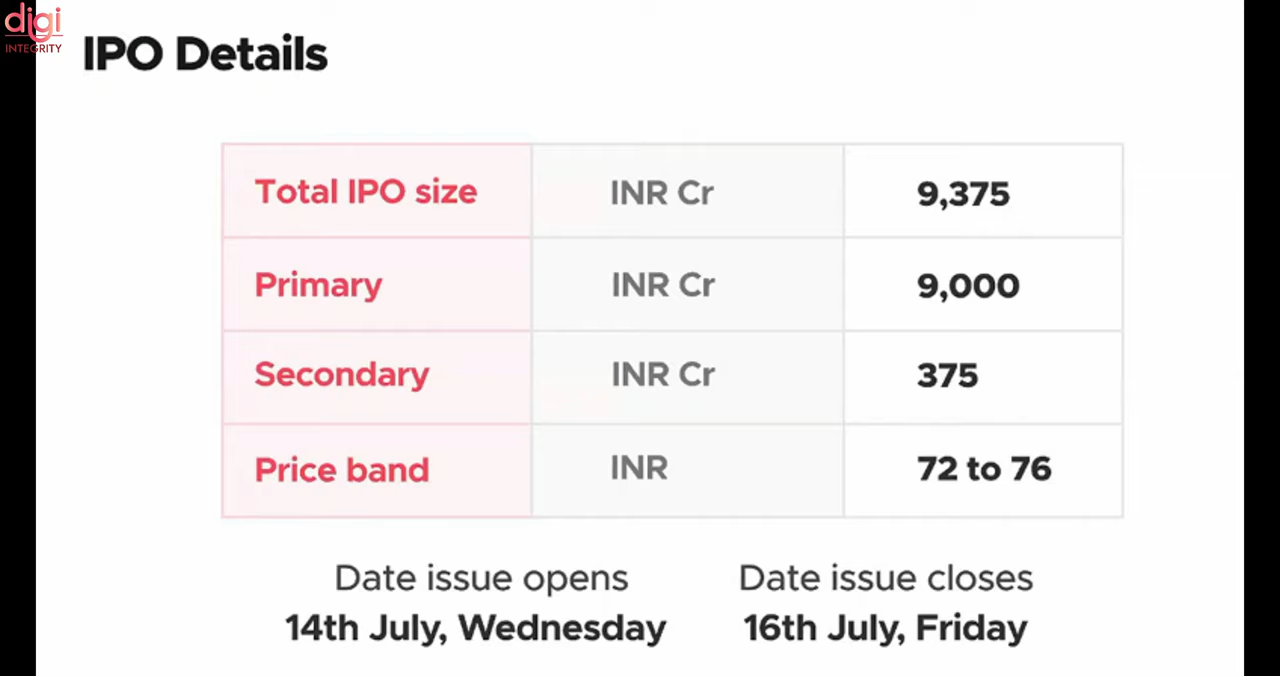 digi
INTEGRITY
IPO Details
Total IPO size INR Cr 9,375
Primary INR Cr 9,000
Secondary INR Cr 375
Price band INR 72 to 76
Date issue opens Date issue closes
14th July, Wednesday 16th July, Friday